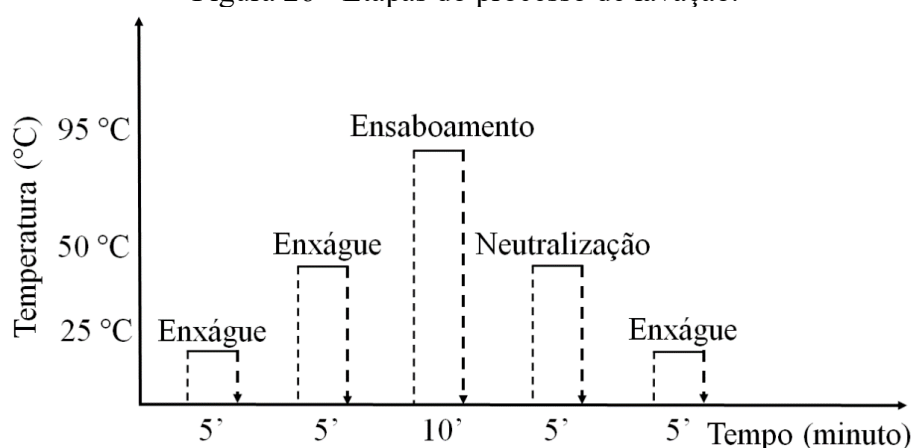 Figura 20 - Etapas do processo de lavação.
Temperatura (°C)
95 °C
50 °C
25 °C
Ensaboamento
Enxágue
Neutralização
Enxágue
Enxágue
5’
5’
10’
5’
5’
Tempo (minuto)